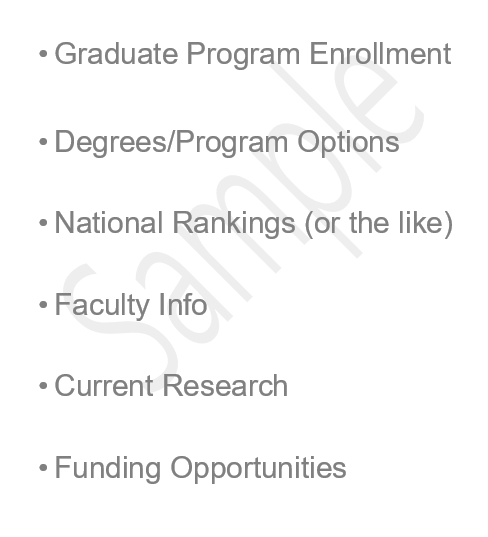 • Graduate Program Enrollment
• Degrees/Program Options
• National Rankings (or the like)
• Faculty Info
• Current Research
• Funding Opportunities
Sample